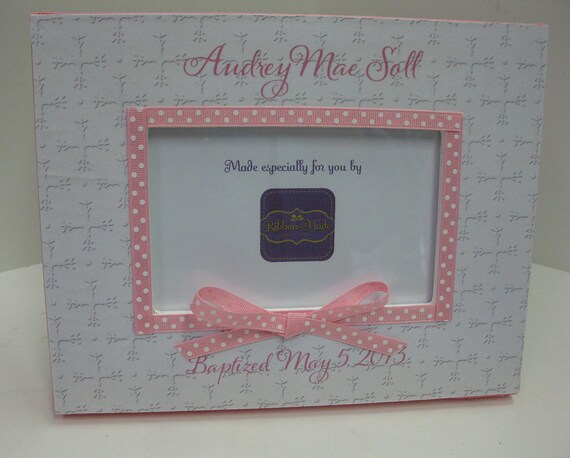 Audrey Mae Soll
Made especially for you by
Ribbons Made
Baptized May 5, 2013